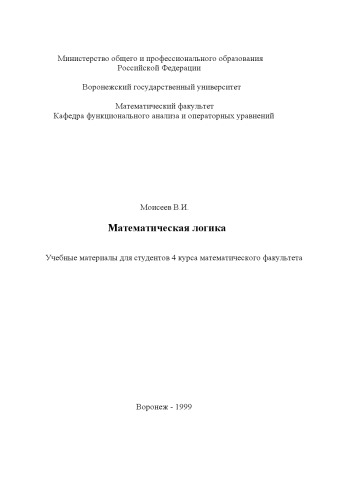 Министерство общего и профессионального образования
Российской Федерации
Воронежский государственный университет
Математический факультет
Кафедра функционального анализа и операторных уравнений
Моисеев В.И.
Математическая логика
Учебные материалы для студентов 4 курса математического факультета
Воронеж - 1999